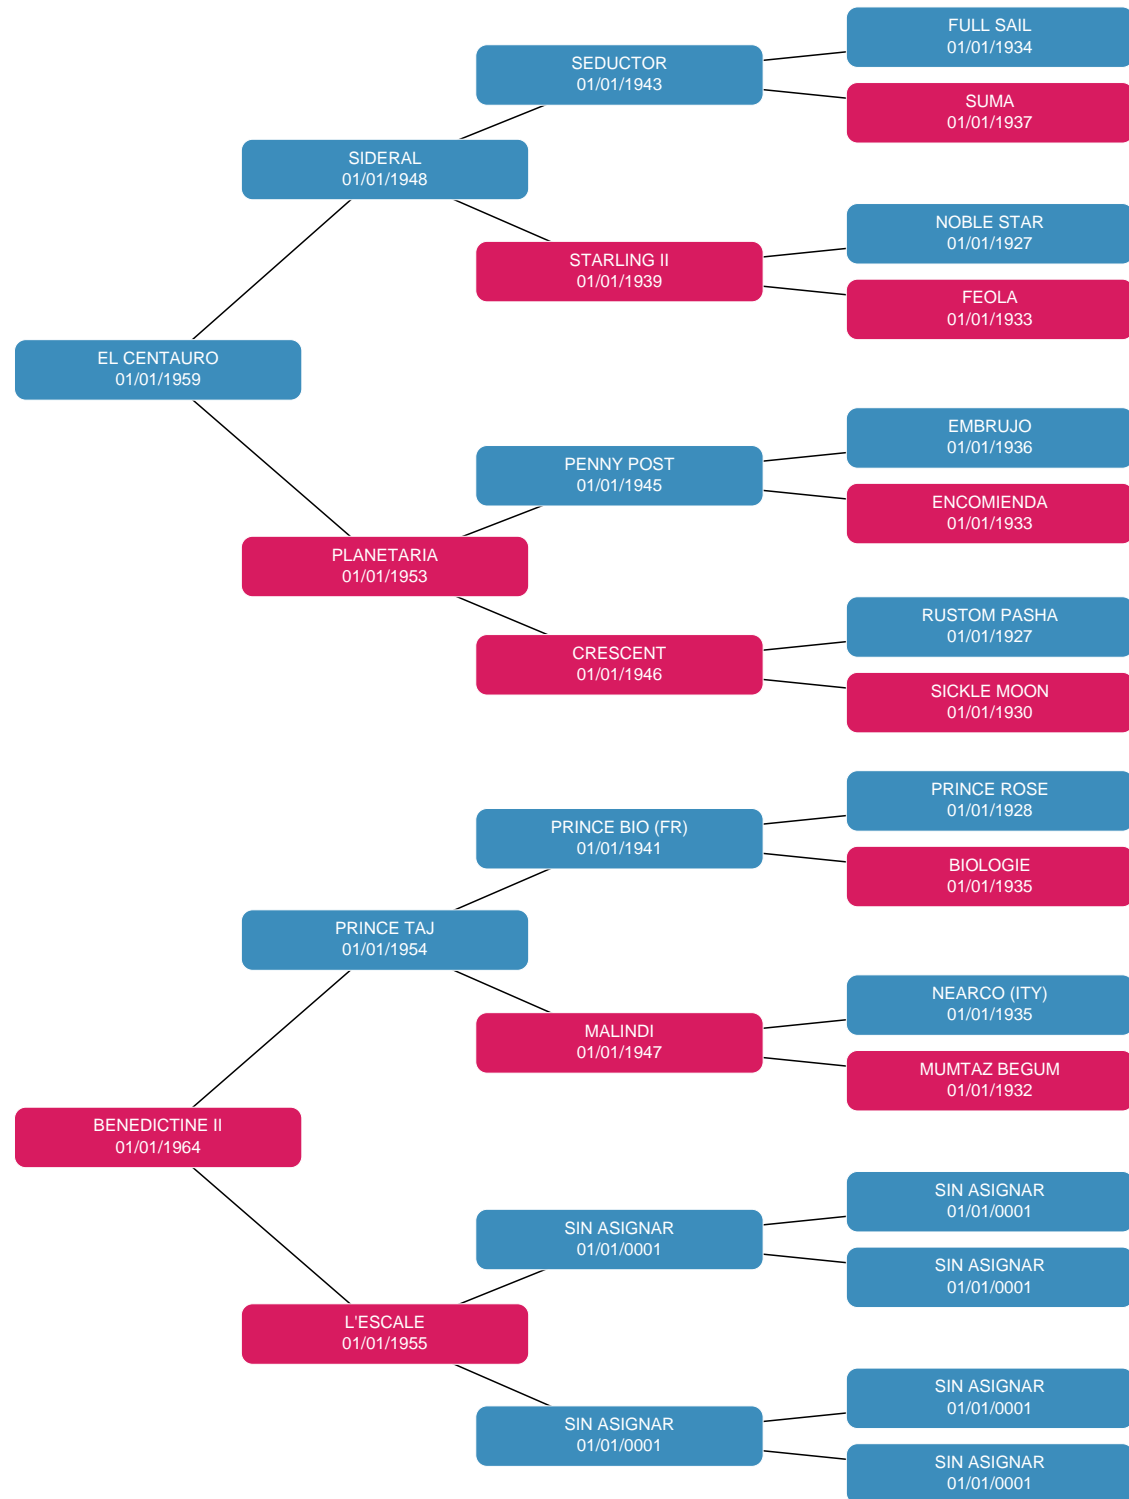 FULL SAIL
01/01/1934
SEDUCTOR
01/01/1943
SUMA
01/01/1937
SIDERAL
01/01/1948
NOBLE STAR
01/01/1927
STARLING II
01/01/1939
FEOLA
01/01/1933
EL CENTAURO
01/01/1959
EMBRUJO
01/01/1936
PENNY POST
01/01/1945
ENCOMIENDA
01/01/1933
PLANETARIA
01/01/1953
RUSTOM PASHA
01/01/1927
CRESCENT
01/01/1946
SICKLE MOON
01/01/1930
PRINCE ROSE
01/01/1928
PRINCE BIO (FR)
01/01/1941
BIOLOGIE
01/01/1935
PRINCE TAJ
01/01/1954
NEARCO (ITY)
01/01/1935
MALINDI
01/01/1947
MUMTAZ BEGUM
01/01/1932
BENEDICTINE II
01/01/1964
SIN ASIGNAR
01/01/0001
SIN ASIGNAR
01/01/0001
SIN ASIGNAR
01/01/0001
L'ESCALE
01/01/1955
SIN ASIGNAR
01/01/0001
SIN ASIGNAR
01/01/0001
SIN ASIGNAR
01/01/0001